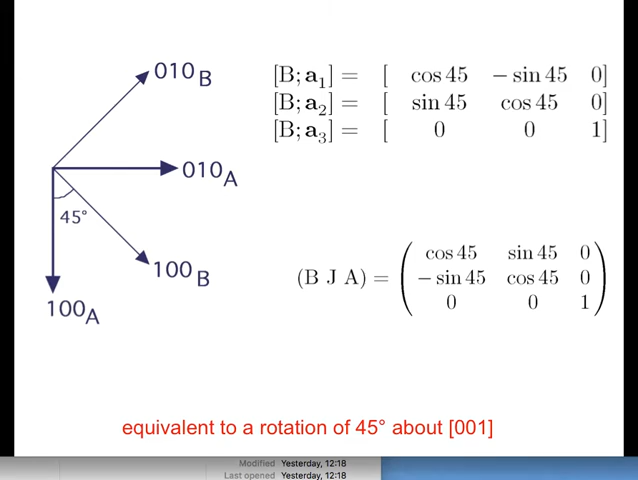 010B
010A
45°
100B
100A
[B; a1] = [ cos 45 − sin 45 0]
[B; a2] = [ sin 45 cos 45 0]
[B; a3] = [ 0 0 1]
cos 45 sin 45 0
(B J A) = − sin 45 cos 45 0
0 0 1
equivalent to a rotation of 45° about [001]
Modified Yesterday, 12:18
Last opened Yesterday, 12:18